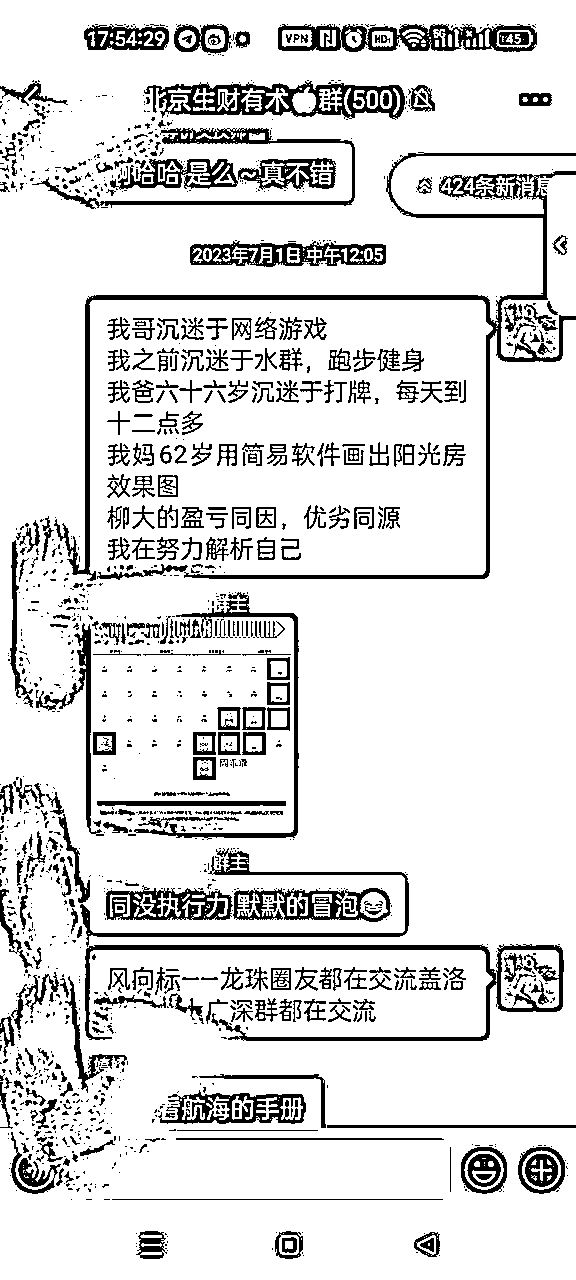 17:54:29 VPN HD 45
北京生财有术🍎群(500)
哈哈 是么～真不错
424条新消息
2023年7月1日 中午12:05
我哥沉迷于网络游戏
我之前沉迷于水群，跑步健身
我爸六十六岁沉迷于打牌，每天到
十二点多
我妈62岁用简易软件画出阳光房
效果图
柳大的盈亏同因，优劣同源
我在努力解析自己
群主
群主
同没执行力 默默的冒泡😂
风向标——龙珠圈友都在交流盖洛
广深群都在交流
看航海的手册